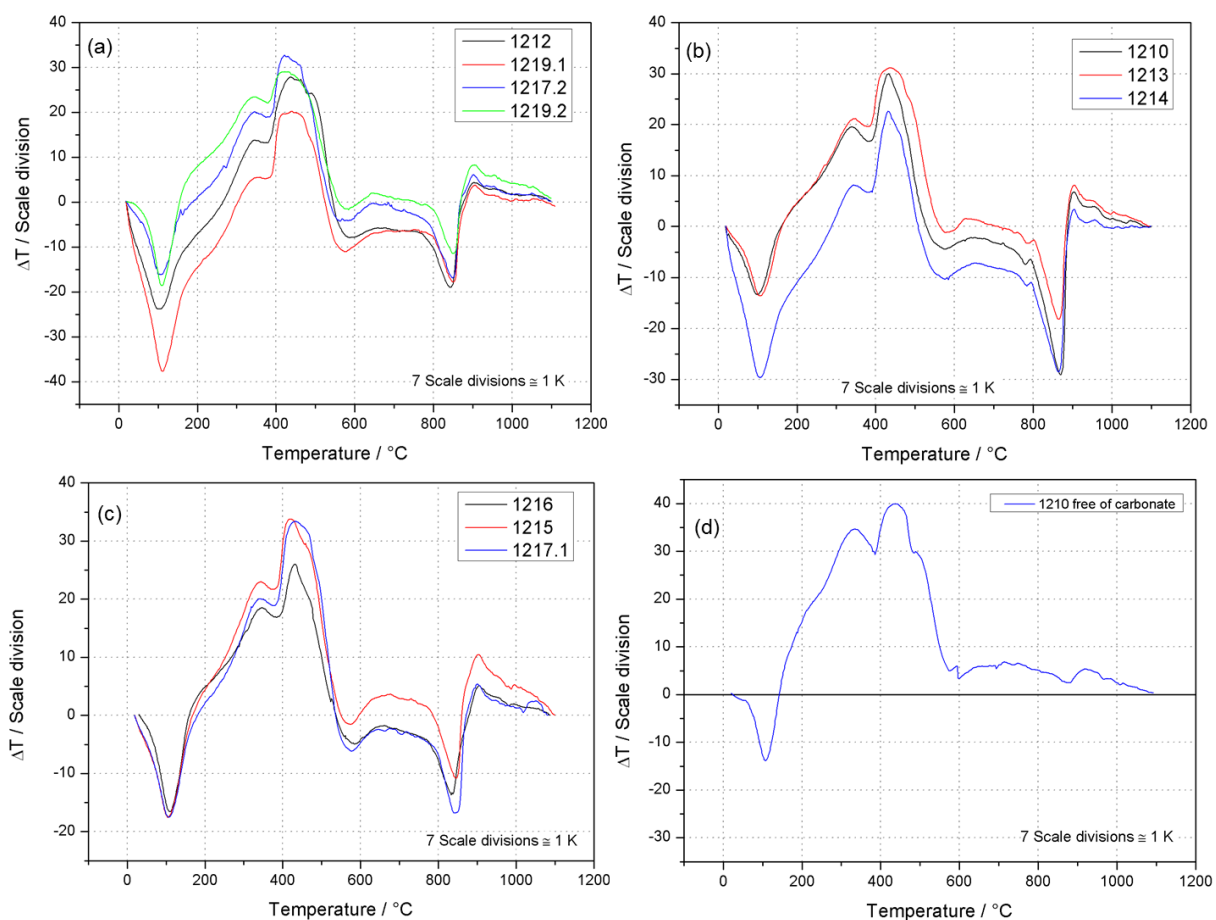 (a)
1212
1219.1
1217.2
1219.2
40
30
20
10
0
-10
-20
-30
-40
ΔT / Scale division
7 Scale divisions ≅ 1 K
0 200 400 600 800 1000 1200
Temperature / °C
(b)
1210
1213
1214
40
30
20
10
0
-10
-20
-30
ΔT / Scale division
7 Scale divisions ≅ 1 K
0 200 400 600 800 1000 1200
Temperature / °C
(c)
1216
1215
1217.1
40
30
20
10
0
-10
-20
ΔT / Scale division
7 Scale divisions ≅ 1 K
0 200 400 600 800 1000 1200
Temperature / °C
(d)
1210 free of carbonate
40
30
20
10
0
-10
-20
-30
ΔT / Scale division
7 Scale divisions ≅ 1 K
0 200 400 600 800 1000 1200
Temperature / °C